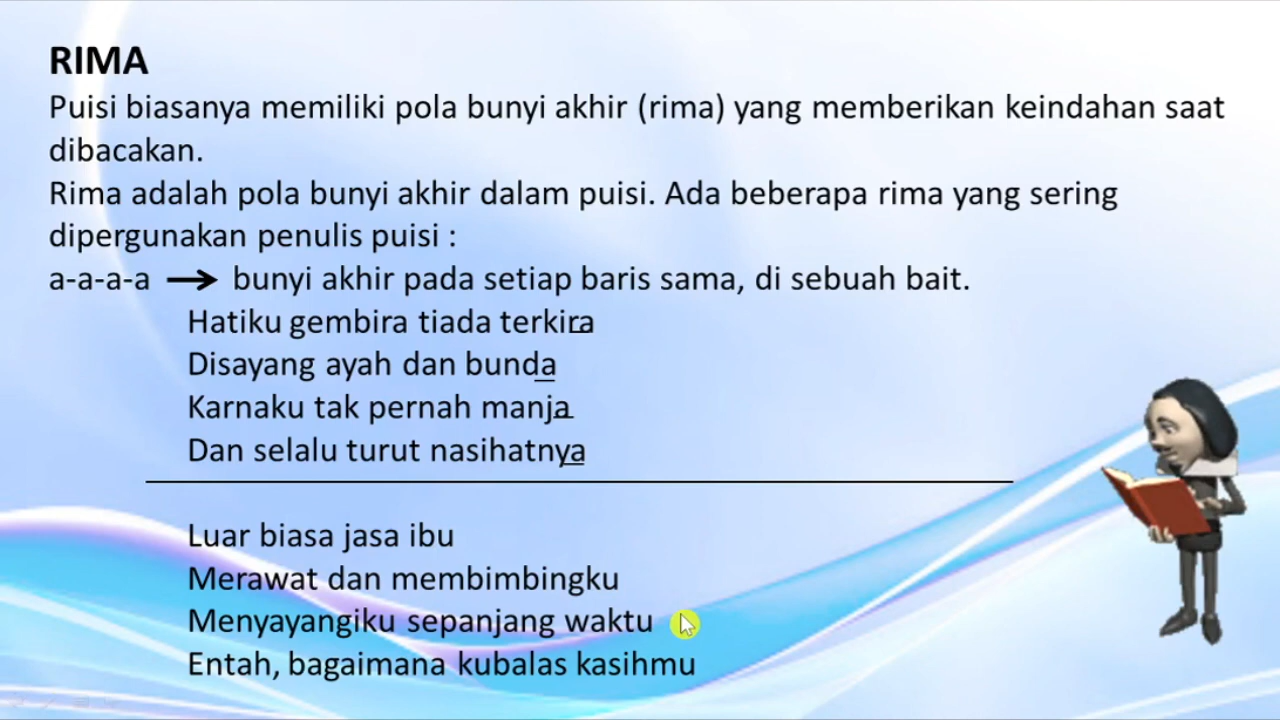 RIMA
Puisi biasanya memiliki pola bunyi akhir (rima) yang memberikan keindahan saat
dibacakan.
Rima adalah pola bunyi akhir dalam puisi. Ada beberapa rima yang sering
dipergunakan penulis puisi :
a-a-a-a → bunyi akhir pada setiap baris sama, di sebuah bait.
Hatiku gembira tiada terkira
Disayang ayah dan bunda
Karnaku tak pernah manja
Dan selalu turut nasihatnya
Luar biasa jasa ibu
Merawat dan membimbingku
Menyayangiku sepanjang waktu
Entah, bagaimana kubalas kasihmu